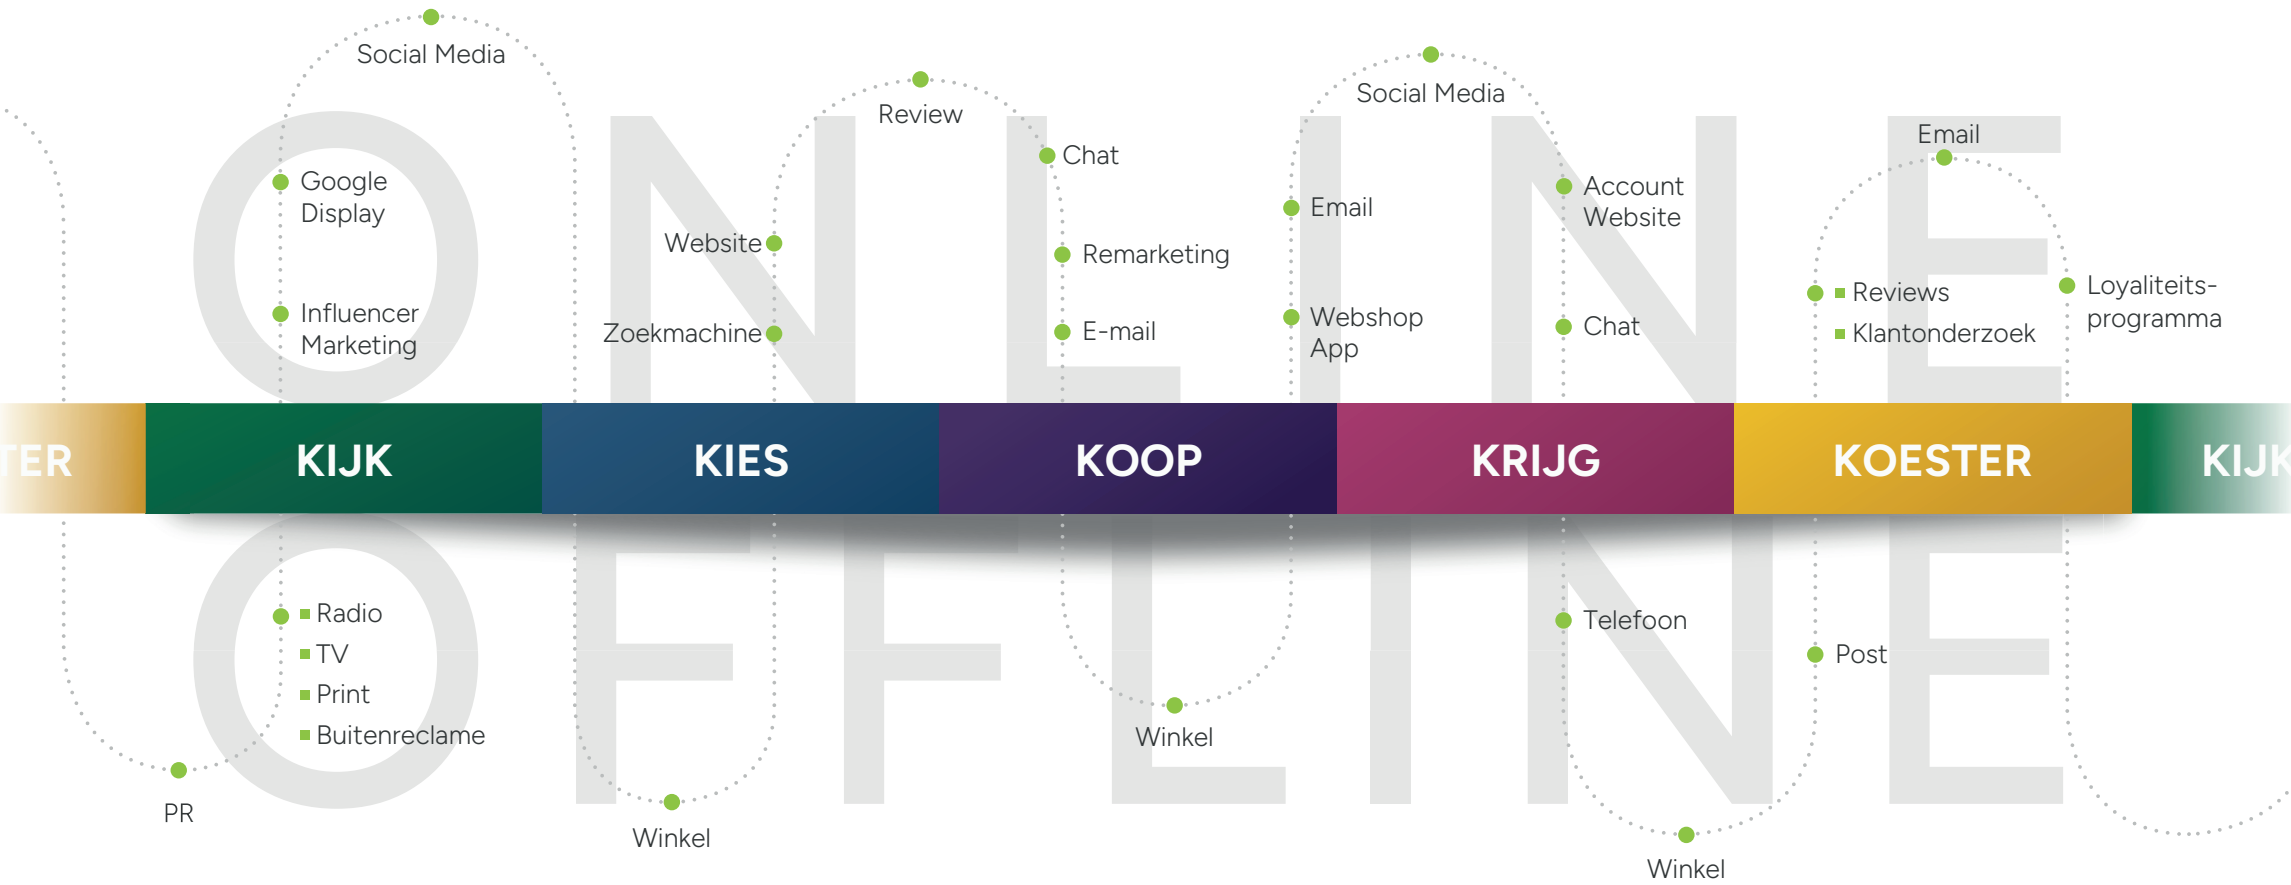 Social Media
Review
Social Media
Email
Chat
Google
Display
Account
Website
Email
Website
Remarketing
Loyaliteits-
programma
Reviews
Klantonderzoek
Influencer
Marketing
Zoekmachine
E-mail
Webshop
App
Chat
ONLINE
TER
KIJK
KIES
KOOP
KRIJG
KOESTER
KIJK
OFFLINE
Radio
TV
Print
Buitenreclame
Telefoon
Post
Winkel
PR
Winkel
Winkel